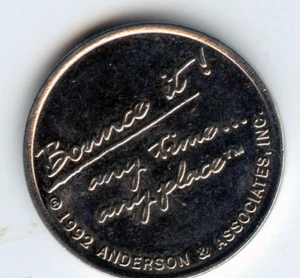 Bounce it!
any time...
any place™
© 1992 ANDERSON & ASSOCIATES, INC.